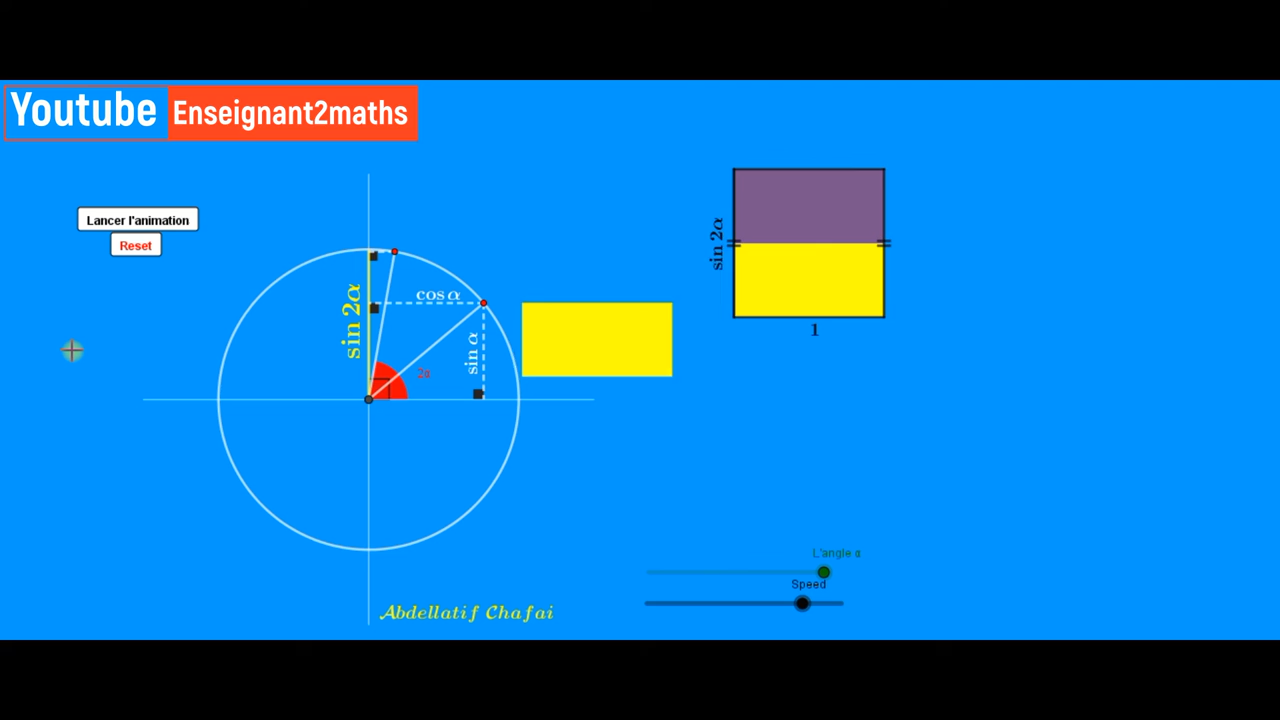 Youtube Enseignant2maths
Lancer l'animation
Reset
sin 2α
cos α
sin α
2α
sin 2α
1
L'angle α
Speed
Abdellatif Chafai